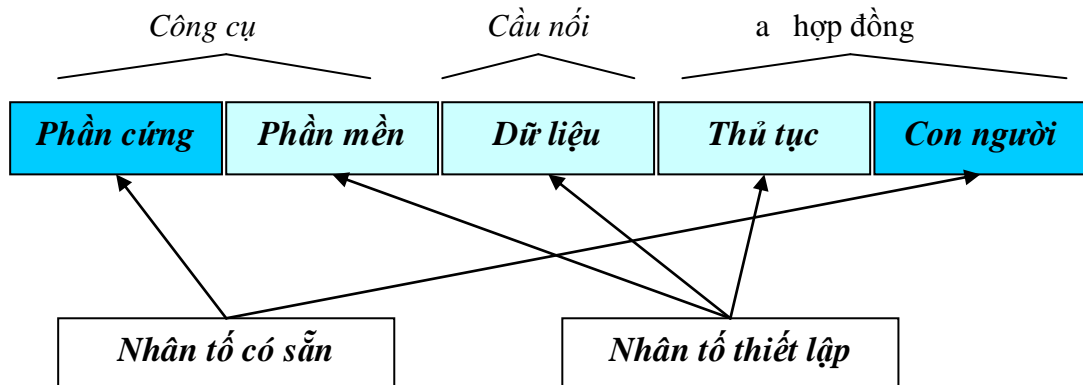 Công cụ Cầu nối a hợp đồng
Phần cứng Phần mền Dữ liệu Thủ tục Con người
Nhân tố có sẵn Nhân tố thiết lập